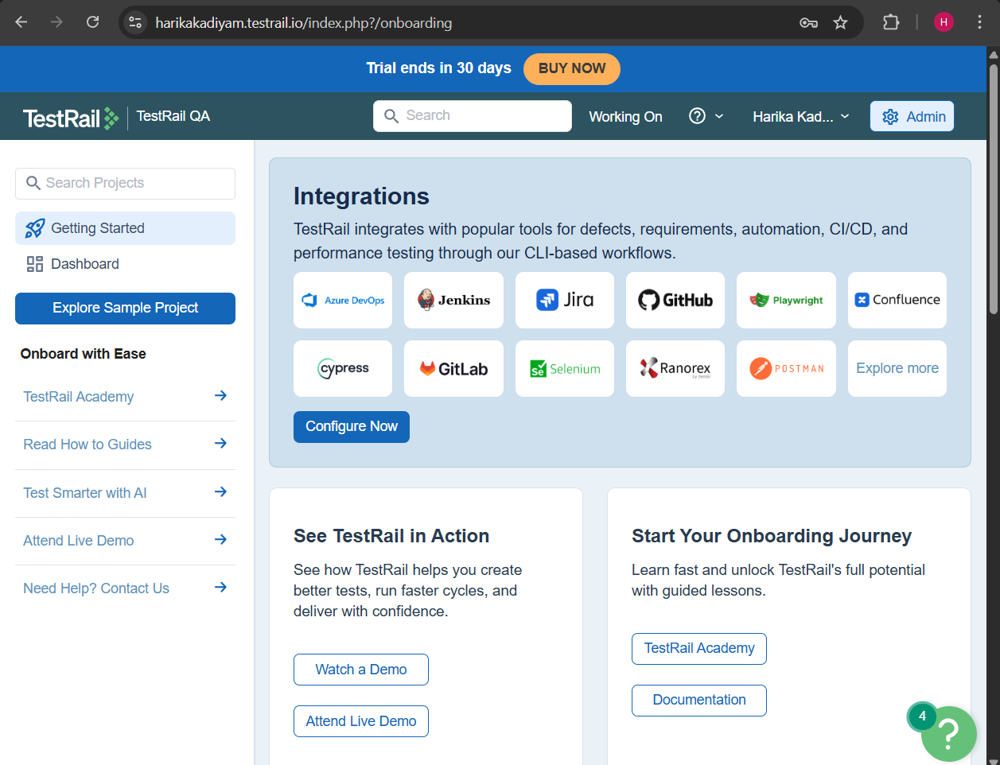 harikakadiyam.testrail.io/index.php?/onboarding
H
Trial ends in 30 days
BUY NOW
TestRail
TestRail QA
Search
Working On
Harika Kad...
Admin
Search Projects
Getting Started
Dashboard
Explore Sample Project
Onboard with Ease
TestRail Academy
Read How to Guides
Test Smarter with AI
Attend Live Demo
Need Help? Contact Us
Integrations
TestRail integrates with popular tools for defects, requirements, automation, CI/CD, and
performance testing through our CLI-based workflows.
Azure DevOps
Jenkins
Jira
GitHub
Playwright
Confluence
cypress
GitLab
Se Selenium
Ranorex
by Sembi
POSTMAN
Explore more
Configure Now
See TestRail in Action
See how TestRail helps you create
better tests, run faster cycles, and
deliver with confidence.
Watch a Demo
Attend Live Demo
Start Your Onboarding Journey
Learn fast and unlock TestRail's full potential
with guided lessons.
TestRail Academy
Documentation
4
?